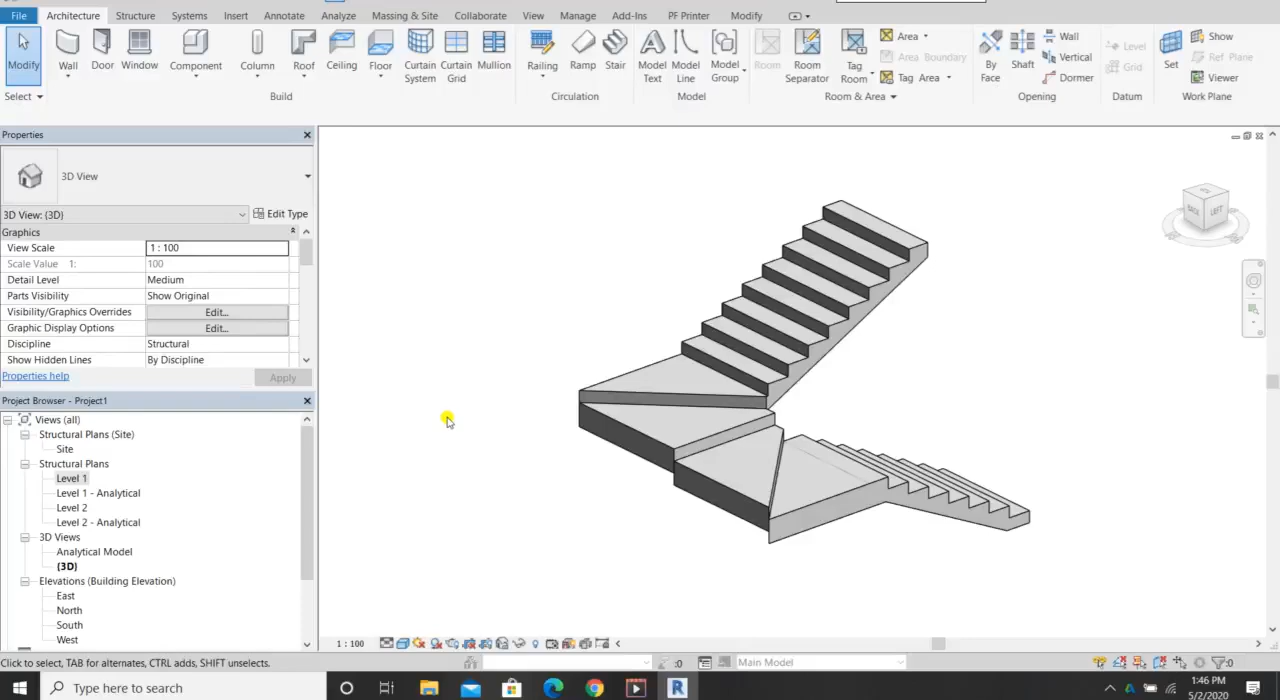 File Architecture Structure Systems Insert Annotate Analyze Massing & Site Collaborate View Manage Add-Ins PF Printer Modify
Modify Wall Door Window Component Column Roof Ceiling Floor Curtain System Curtain Grid Mullion Railing Ramp Stair Model Text Model Line Model Group Room Room Separator Tag Room Area Area Boundary Tag Area By Face Shaft Wall Vertical Dormer Level Grid Set Show Ref Plane Viewer
Select Build Circulation Model Room & Area Opening Datum Work Plane
Properties
3D View
3D View: {3D} Edit Type
Graphics
View Scale 1 : 100
Scale Value 1: 100
Detail Level Medium
Parts Visibility Show Original
Visibility/Graphics Overrides Edit...
Graphic Display Options Edit...
Discipline Structural
Show Hidden Lines By Discipline
Properties help Apply
Project Browser - Project1
Views (all)
Structural Plans (Site)
Site
Structural Plans
Level 1
Level 1 - Analytical
Level 2
Level 2 - Analytical
3D Views
Analytical Model
{3D}
Elevations (Building Elevation)
East
North
South
West
BACK LEFT
1 : 100
Click to select, TAB for alternates, CTRL adds, SHIFT unselects. :0 Main Model :0
Type here to search
1:46 PM
5/2/2020